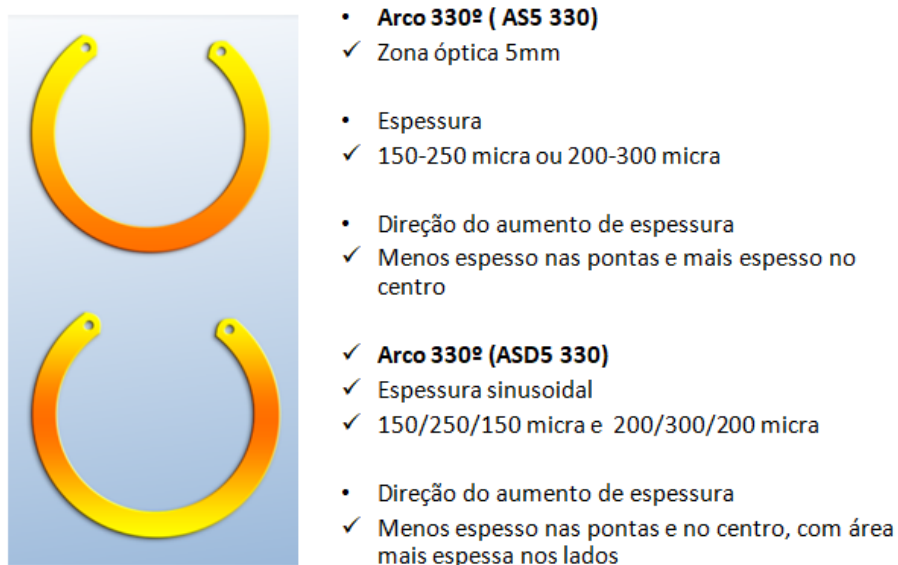 • Arco 330º ( AS5 330)
✓ Zona óptica 5mm
• Espessura
✓ 150-250 micra ou 200-300 micra
• Direção do aumento de espessura
✓ Menos espesso nas pontas e mais espesso no
centro
✓ Arco 330º (ASD5 330)
✓ Espessura sinusoidal
✓ 150/250/150 micra e 200/300/200 micra
• Direção do aumento de espessura
✓ Menos espesso nas pontas e no centro, com área
mais espessa nos lados